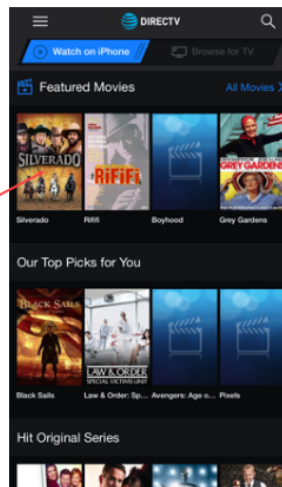 DIRECTV
Watch on iPhone
Browse for TV
Featured Movies
All Movies
SILVERADO
RiFiFi
GREY GARDENS
Silverado
Rififi
Boyhood
Grey Gardens
Our Top Picks for You
BLACK SAILS
LAW & ORDER
SPECIAL VICTIMS UNIT
Black Sails
Law & Order: Sp...
Avengers: Age o...
Pixels
Hit Original Series